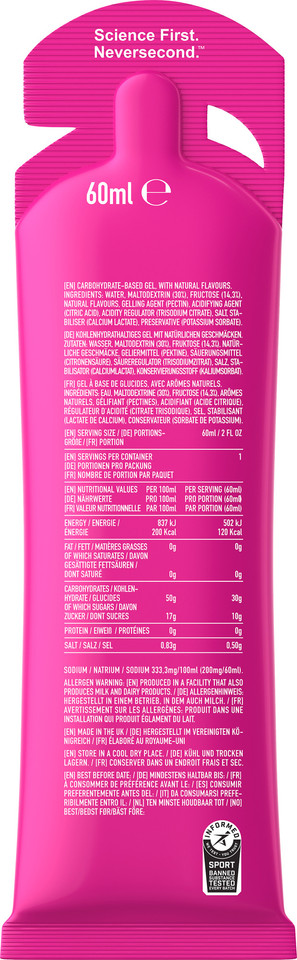 Science First.
Neversecond.™
60ml ℮
[EN] CARBOHYDRATE-BASED GEL, WITH NATURAL FLAVOURS.
INGREDIENTS: WATER, MALTODEXTRIN (30%), FRUCTOSE (14,3%),
NATURAL FLAVOURS, GELLING AGENT (PECTIN), ACIDIFYING AGENT
(CITRIC ACID), ACIDITY REGULATOR (TRISODIUM CITRATE), SALT, STA-
BILISER (CALCIUM LACTATE), PRESERVATIVE (POTASSIUM SORBATE).
[DE] KOHLENHYDRATHALTIGES GEL MIT NATÜRLICHEN GESCHMÄCKEN.
ZUTATEN: WASSER, MALTODEXTRIN (30%), FRUKTOSE (14,3%), NATÜR-
LICHE GESCHMÄCKE, GELIERMITTEL (PEKTINE), SÄUERUNGSMITTEL
(CITRONENSÄURE), SÄUREREGULATOR (TRINATRIUMZITRAT), SALZ, STA-
BILISATOR (CALCIUMLACTAT), KONSERVIERUNGSSTOFF (KALIUMSORBAT).
(FR) GEL À BASE DE GLUCIDES, AVEC ARÔMES NATURELS.
INGRÉDIENTS: EAU, MALTODEXTRINE (30%), FRUCTOSE (14,3%), ARÔMES
NATURELS, GÉLIFIANT (PECTINES), ACIDIFIANT (ACIDE CITRIQUE),
RÉGULATEUR D'ACIDITÉ (CITRATE TRISODIQUE), SEL, STABILISANT
(LACTATE DE CALCIUM), CONSERVATEUR (SORBATE DE POTASSIUM).
[EN] SERVING SIZE / [DE] PORTIONS- 60ml / 2 FL OZ
GRÖßE / [FR] PORTION
[EN] SERVINGS PER CONTAINER 1
[DE] PORTIONEN PRO PACKUNG
[FR] NOMBRE DE PORTION PAR PAQUET
[EN] NUTRITIONAL VALUES PER 100ml PER SERVING (60ml)
[DE] NÄHRWERTE PRO 100ml PRO PORTION (60ml)
[FR] VALEUR NUTRITIONNELLE PAR 100ml PAR PORTION (60ml)
ENERGY / ENERGIE / 837 kJ 502 kJ
ÉNERGIE 200 Kcal 120 Kcal
FAT / FETT / MATIÈRES GRASSES 0g 0g
OF WHICH SATURATES / DAVON
GESÄTTIGTE FETTSÄUREN /
DONT SATURÉ 0g 0g
CARBOHYDRATES / KOHLEN-
HYDRATE / GLUCIDES 50g 30g
OF WHICH SUGARS / DAVON
ZUCKER / DONT SUCRES 17g 10g
PROTEIN / EIWEIß / PROTÉINES 0g 0g
SALT / SALZ / SEL 0,83g 0,50g
SODIUM / NATRIUM / SODIUM 333.3mg/100ml (200mg/60ml).
ALLERGEN WARNING: [EN] PRODUCED IN A FACILITY THAT ALSO
PRODUCES MILK AND DAIRY PRODUCTS. / [DE] ALLERGENHINWEIS:
HERGESTELLT IN EINEM BETRIEB, IN DEM AUCH MILCH. / [FR]
AVERTISSEMENT SUR LES ALLERGÈNES: PRODUIT DANS UNE
INSTALLATION QUI PRODUIT ÉGLAMENT DU LAIT.
[EN] MADE IN THE UK / [DE] HERGESTELLT IM VEREINIGTEN KÖ-
NIGREICH / [FR] ÉLABORÉ AU ROYAUME-UNI
[EN] STORE IN A COOL DRY PLACE. / [DE] KÜHL UND TROCKEN
LAGERN. / [FR] CONSERVER DANS UN ENDROIT FRAIS ET SEC.
[EN] BEST BEFORE DATE: / [DE] MINDESTENS HALTBAR BIS: / [FR]
À CONSOMMER DE PRÉFÉRENCE AVANT LE: / [ES] CONSUMIR
PREFERENTEMENTE ANTES DEL: / [IT] DA CONSUMARSI PREFE-
RIBILMENTE ENTRO IL. / [NL] TEN MINSTE HOUDBAAR TOT / [NO]
BEST/BEDST FØR/BÄST FÖRE:
INFORMED
SPORT
BANNED
SUBSTANCE
TESTED
EVERY BATCH